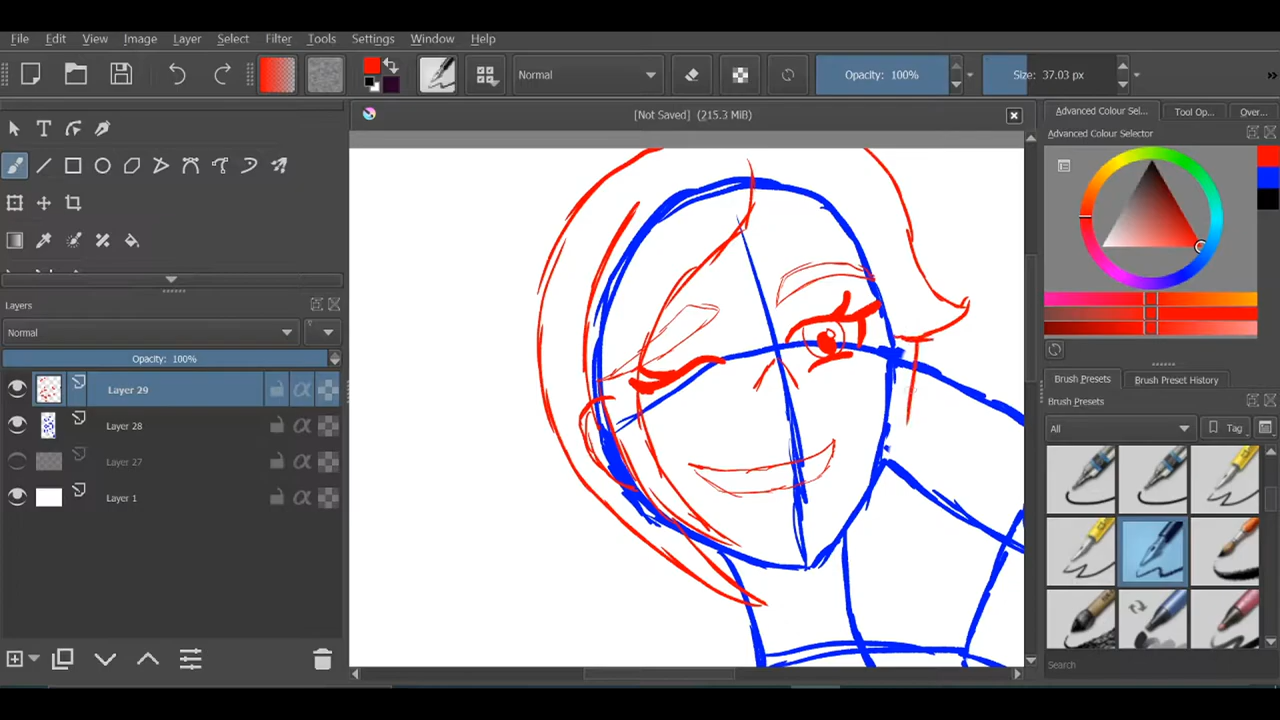 File Edit View Image Layer Select Filter Tools Settings Window Help
Normal Opacity: 100% Size: 37.03 px »
[Not Saved] (215.3 MiB)
Advanced Colour Sel... Tool Op... Over...
Advanced Colour Selector
Layers
Normal
Opacity: 100%
Layer 29
Layer 28
Layer 27
Layer 1
Brush Presets Brush Preset History
Brush Presets
All Tag
Search